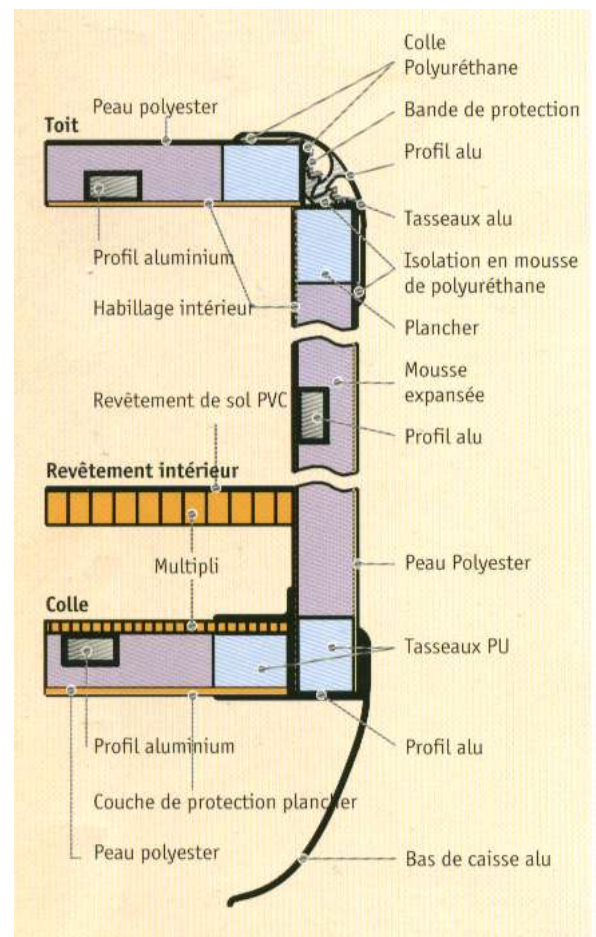 Colle
Polyuréthane
Peau polyester
Bande de protection
Toit
Profil alu
Tasseaux alu
Profil aluminium
Isolation en mousse
de polyuréthane
Habillage intérieur
Plancher
Mousse
expansée
Revêtement de sol PVC
Profil alu
Revêtement intérieur
Multipli
Peau Polyester
Colle
Tasseaux PU
Profil aluminium
Profil alu
Couche de protection plancher
Peau polyester
Bas de caisse alu